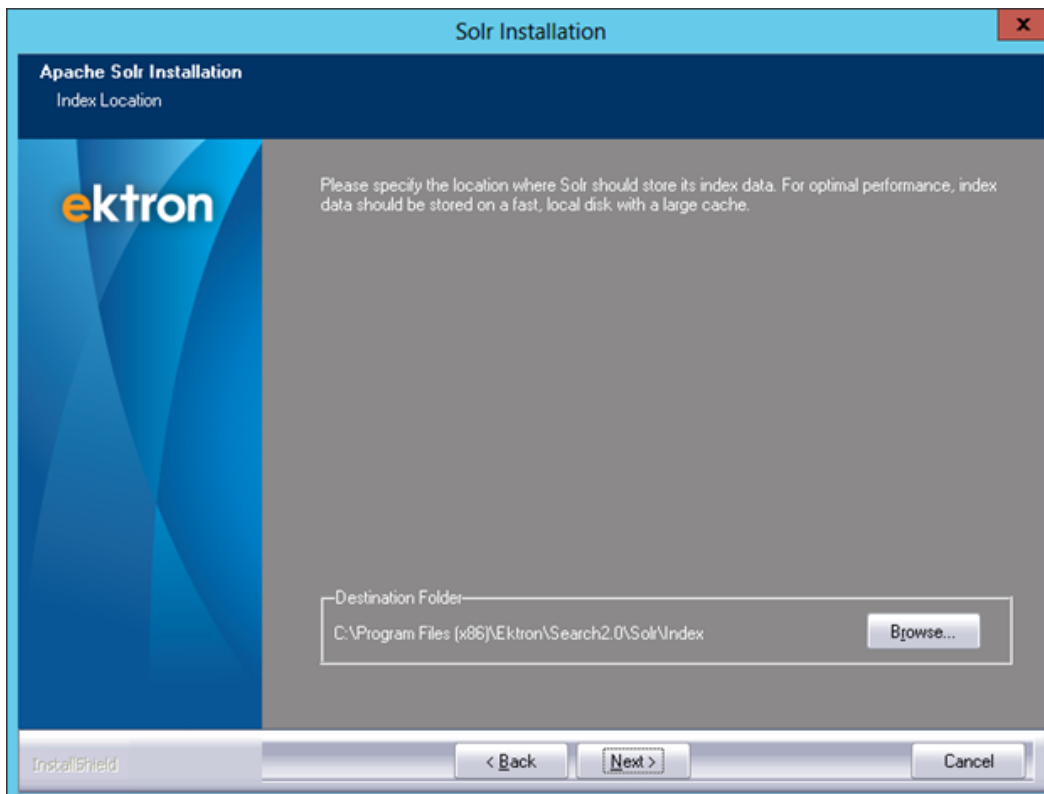 Solr Installation
x
Apache Solr Installation
Index Location
ektron
Please specify the location where Solr should store its index data. For optimal performance, index
data should be stored on a fast, local disk with a large cache.
Destination Folder
C:\Program Files (x86)\Ektron\Search2.0\Solr\Index
Browse...
InstallShield
< Back
Next >
Cancel